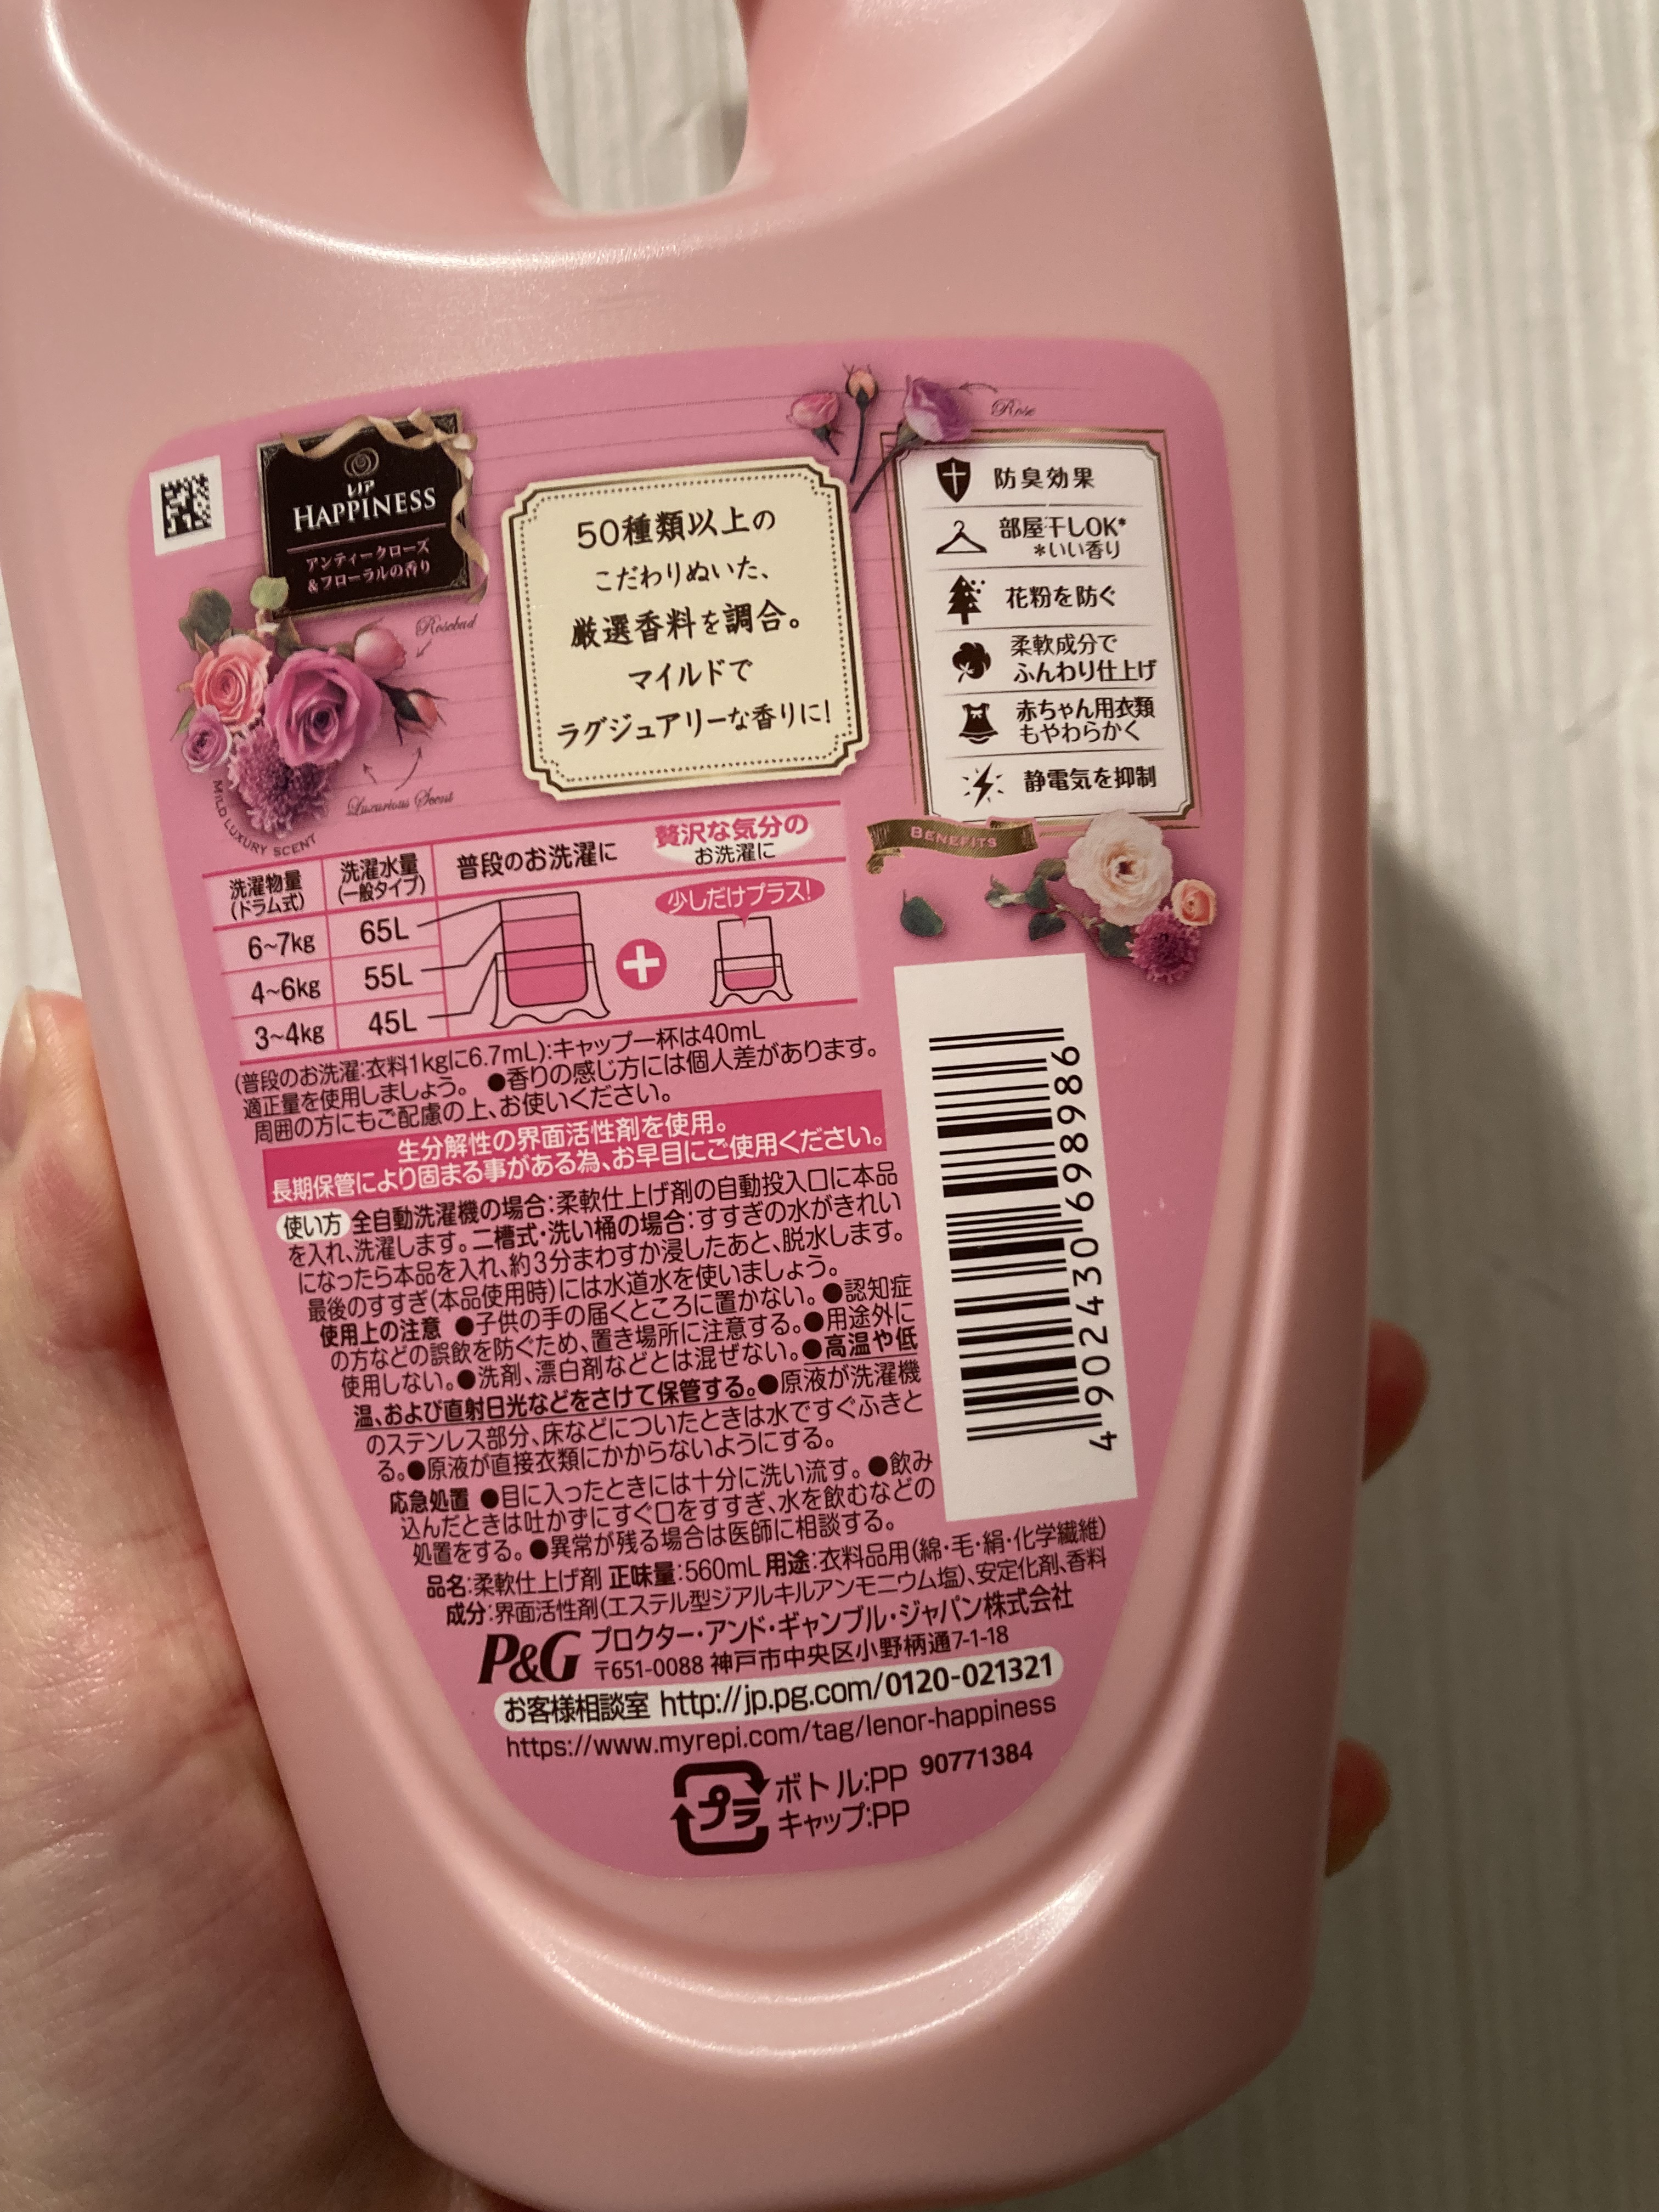 レノア
HAPPINESS
アンティークローズ
&フローラルの香り
Rosebud
Luxurious Scent
MILD LUXURY SCENT
50種類以上の
こだわりぬいた、
厳選香料を調合。
マイルドで
ラグジュアリーな香りに!
Rose
防臭効果
部屋干しOK*
*いい香り
花粉を防ぐ
柔軟成分で
ふんわり仕上げ
赤ちゃん用衣類
もやわらかく
静電気を抑制
BENEFITS
洗濯物量
(ドラム式)
洗濯水量
(一般タイプ)
普段のお洗濯に
贅沢な気分の
お洗濯に
少しだけプラス!
6~7kg 65L
4~6kg 55L
3~4kg 45L
(普段のお洗濯:衣料1kgに6.7mL):キャップ一杯は40mL
適正量を使用しましょう。 ●香りの感じ方には個人差があります。
周囲の方にもご配慮の上、お使いください。
生分解性の界面活性剤を使用。
長期保管により固まる事がある為、お早目にご使用ください。
使い方 全自動洗濯機の場合:柔軟仕上げ剤の自動投入口に本品
を入れ、洗濯します。二槽式・洗い桶の場合:すすぎの水がきれい
になったら本品を入れ、約3分まわすか浸したあと、脱水します。
最後のすすぎ(本品使用時)には水道水を使いましょう。
使用上の注意 ●子供の手の届くところに置かない。●認知症
の方などの誤飲を防ぐため、置き場所に注意する。●用途外に
使用しない。●洗剤、漂白剤などとは混ぜない。●高温や低
温、および直射日光などをさけて保管する。●原液が洗濯機
のステンレス部分、床などについたときは水ですぐふきと
る。●原液が直接衣類にかからないようにする。
応急処置 ●目に入ったときには十分に洗い流す。●飲み
込んだときは吐かずにすぐ口をすすぎ、水を飲むなどの
処置をする。●異常が残る場合は医師に相談する。
品名:柔軟仕上げ剤 正味量:560mL 用途:衣料品用(綿・毛・絹・化学繊維)
成分:界面活性剤(エステル型ジアルキルアンモニウム塩)、安定化剤、香料
P&G プロクター・アンド・ギャンブル・ジャパン株式会社
〒651-0088 神戸市中央区小野柄通7-1-18
お客様相談室 http://jp.pg.com/0120-021321
https://www.myrepi.com/tag/lenor-happiness
プラ
ボトル:PP 90771384
キャップ:PP
4902430698986